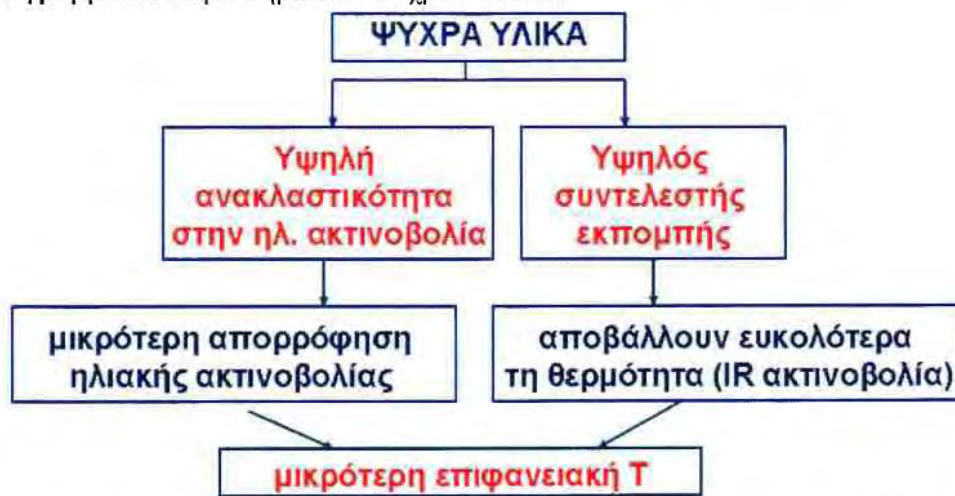 ΨΥΧΡΑ ΥΛΙΚΑ
Υψηλή
ανακλαστικότητα
στην ηλ. ακτινοβολία
Υψηλός
συντελεστής
εκπομπής
μικρότερη απορρόφηση
ηλιακής ακτινοβολίας
αποβάλλουν ευκολότερα
τη θερμότητα (IR ακτινοβολία)
μικρότερη επιφανειακή Τ